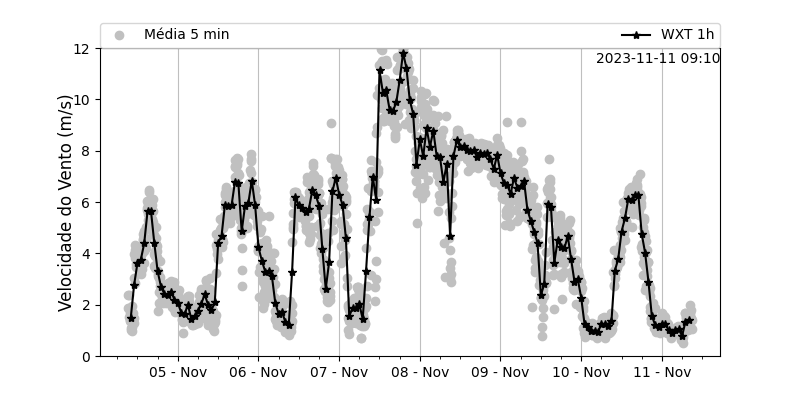 Média 5 min
WXT 1h
2023-11-11 09:10
Velocidade do Vento (m/s)
12
10
8
6
4
2
0
05 - Nov
06 - Nov
07 - Nov
08 - Nov
09 - Nov
10 - Nov
11 - Nov